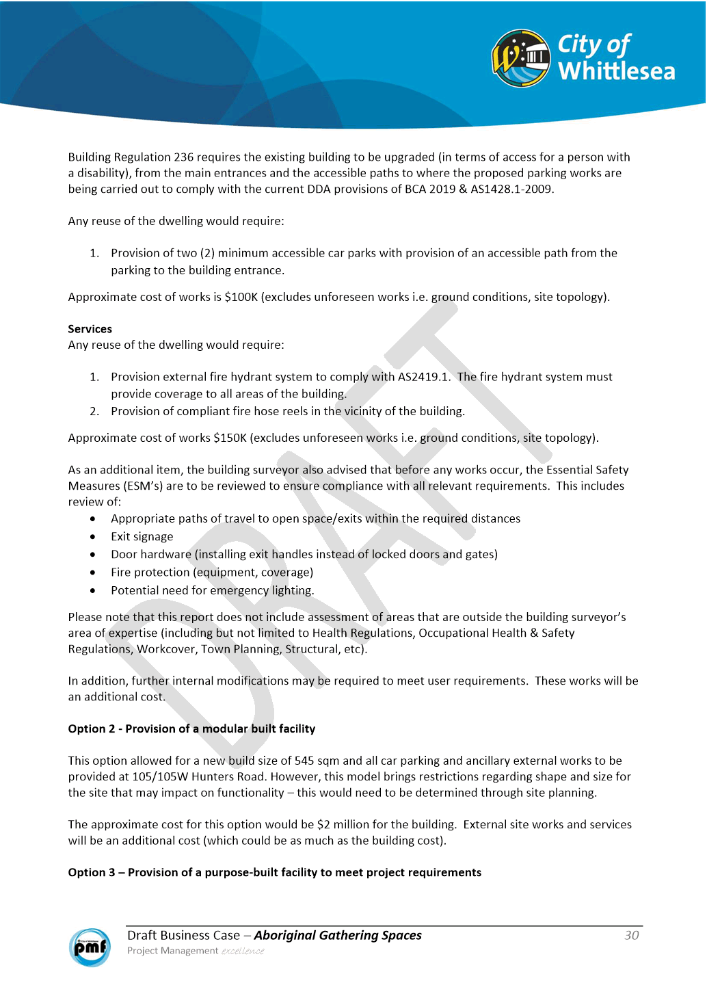 City of
Whittlesea
Building Regulation 236 requires the existing building to be upgraded (in terms of access for a person with
a disability), from the main entrances and the accessible paths to where the proposed parking works are
being carried out to comply with the current DDA provisions of BCA 2019 & AS1428.1-2009.
Any reuse of the dwelling would require:
1. Provision of two (2) minimum accessible car parks with provision of an accessible path from the
parking to the building entrance.
Approximate cost of works is $100K (excludes unforeseen works i.e. ground conditions, site topology).
Services
Any reuse of the dwelling would require:
1. Provision external fire hydrant system to comply with AS2419.1. The fire hydrant system must
provide coverage to all areas of the building.
2. Provision of compliant fire hose reels in the vicinity of the building.
Approximate cost of works $150K (excludes unforeseen works i.e. ground conditions, site topology).
As an additional item, the building surveyor also advised that before any works occur, the Essential Safety
Measures (ESM's) are to be reviewed to ensure compliance with all relevant requirements. This includes
review of:
• Appropriate paths of travel to open space/exits within the required distances
• Exit signage
• Door hardware (installing exit handles instead of locked doors and gates)
• Fire protection (equipment, coverage)
• Potential need for emergency lighting.
Please note that this report does not include assessment of areas that are outside the building surveyor's
area of expertise (including but not limited to Health Regulations, Occupational Health & Safety
Regulations, Workcover, Town Planning, Structural, etc).
In addition, further internal modifications may be required to meet user requirements. These works will be
an additional cost.
Option 2 - Provision of a modular built facility
This option allowed for a new build size of 545 sqm and all car parking and ancillary external works to be
provided at 105/105W Hunters Road. However, this model brings restrictions regarding shape and size for
the site that may impact on functionality – this would need to be determined through site planning.
The approximate cost for this option would be $2 million for the building. External site works and services
will be an additional cost (which could be as much as the building cost).
Option 3 – Provision of a purpose-built facility to meet project requirements
DRAFT
pmf
Draft Business Case – Aboriginal Gathering Spaces 30
Project Management excellence